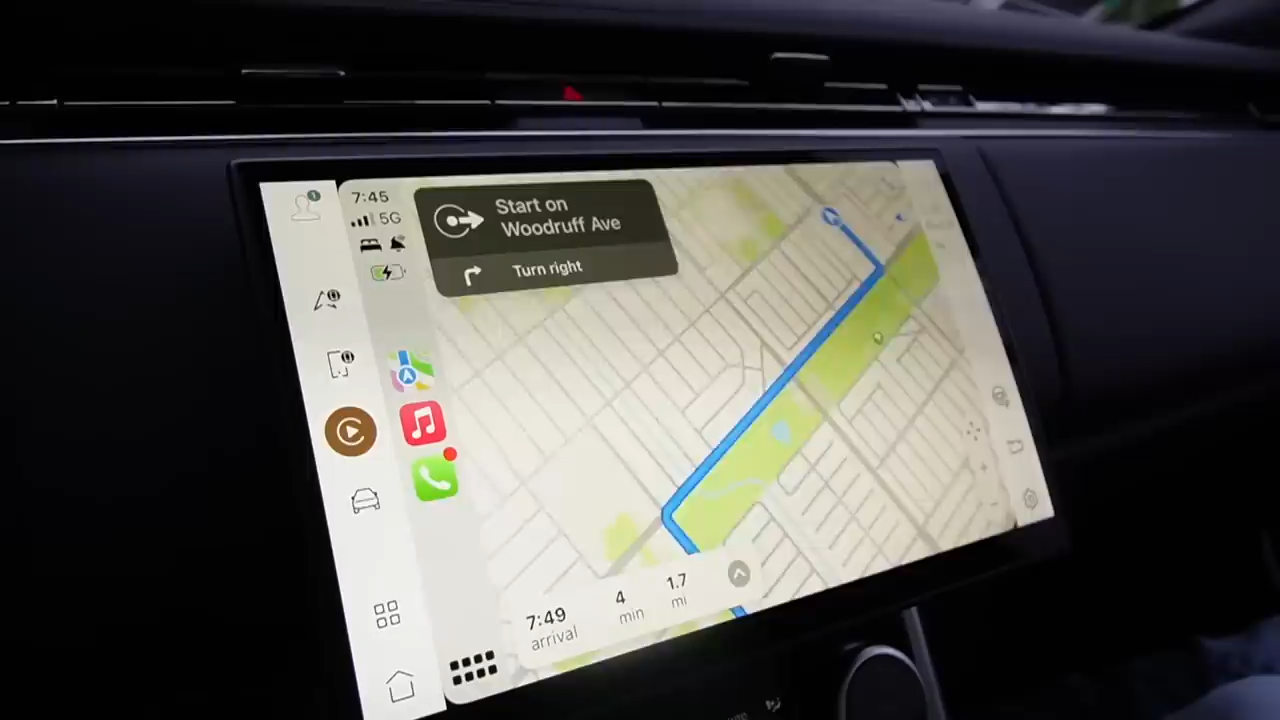 7:45
5G
Start on
Woodruff Ave
Turn right
7:49
arrival
4
min
1.7
mi